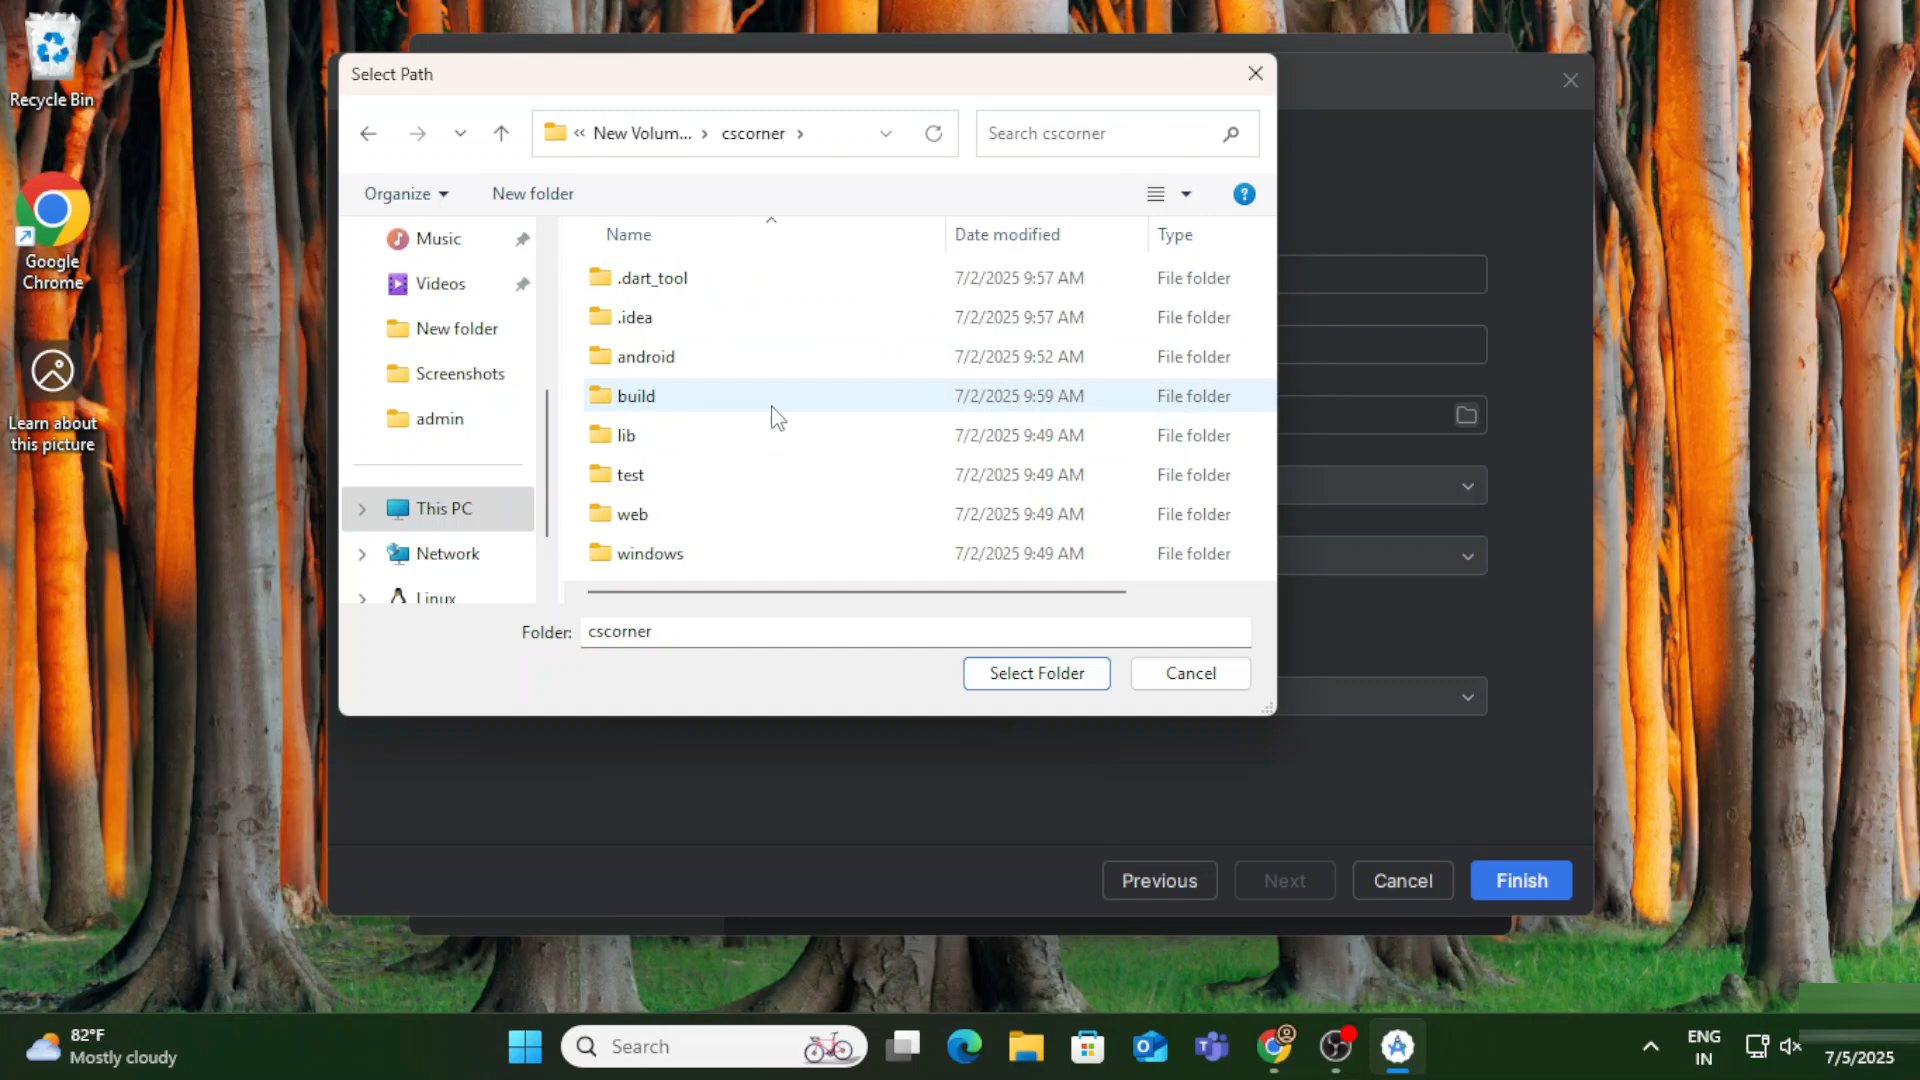 Recycle Bin
Google
Chrome
Learn about
this picture
Select Path
« New Volum... › cscorner ›
Search cscorner
Organize
New folder
Name
Date modified
Type
Music
Videos
New folder
Screenshots
admin
This PC
Network
Linux
.dart_tool 7/2/2025 9:57 AM File folder
.idea 7/2/2025 9:57 AM File folder
android 7/2/2025 9:52 AM File folder
build 7/2/2025 9:59 AM File folder
lib 7/2/2025 9:49 AM File folder
test 7/2/2025 9:49 AM File folder
web 7/2/2025 9:49 AM File folder
windows 7/2/2025 9:49 AM File folder
Folder: cscorner
Select Folder
Cancel
Previous
Next
Cancel
Finish
82°F
Mostly cloudy
Search
ENG
IN
7/5/2025